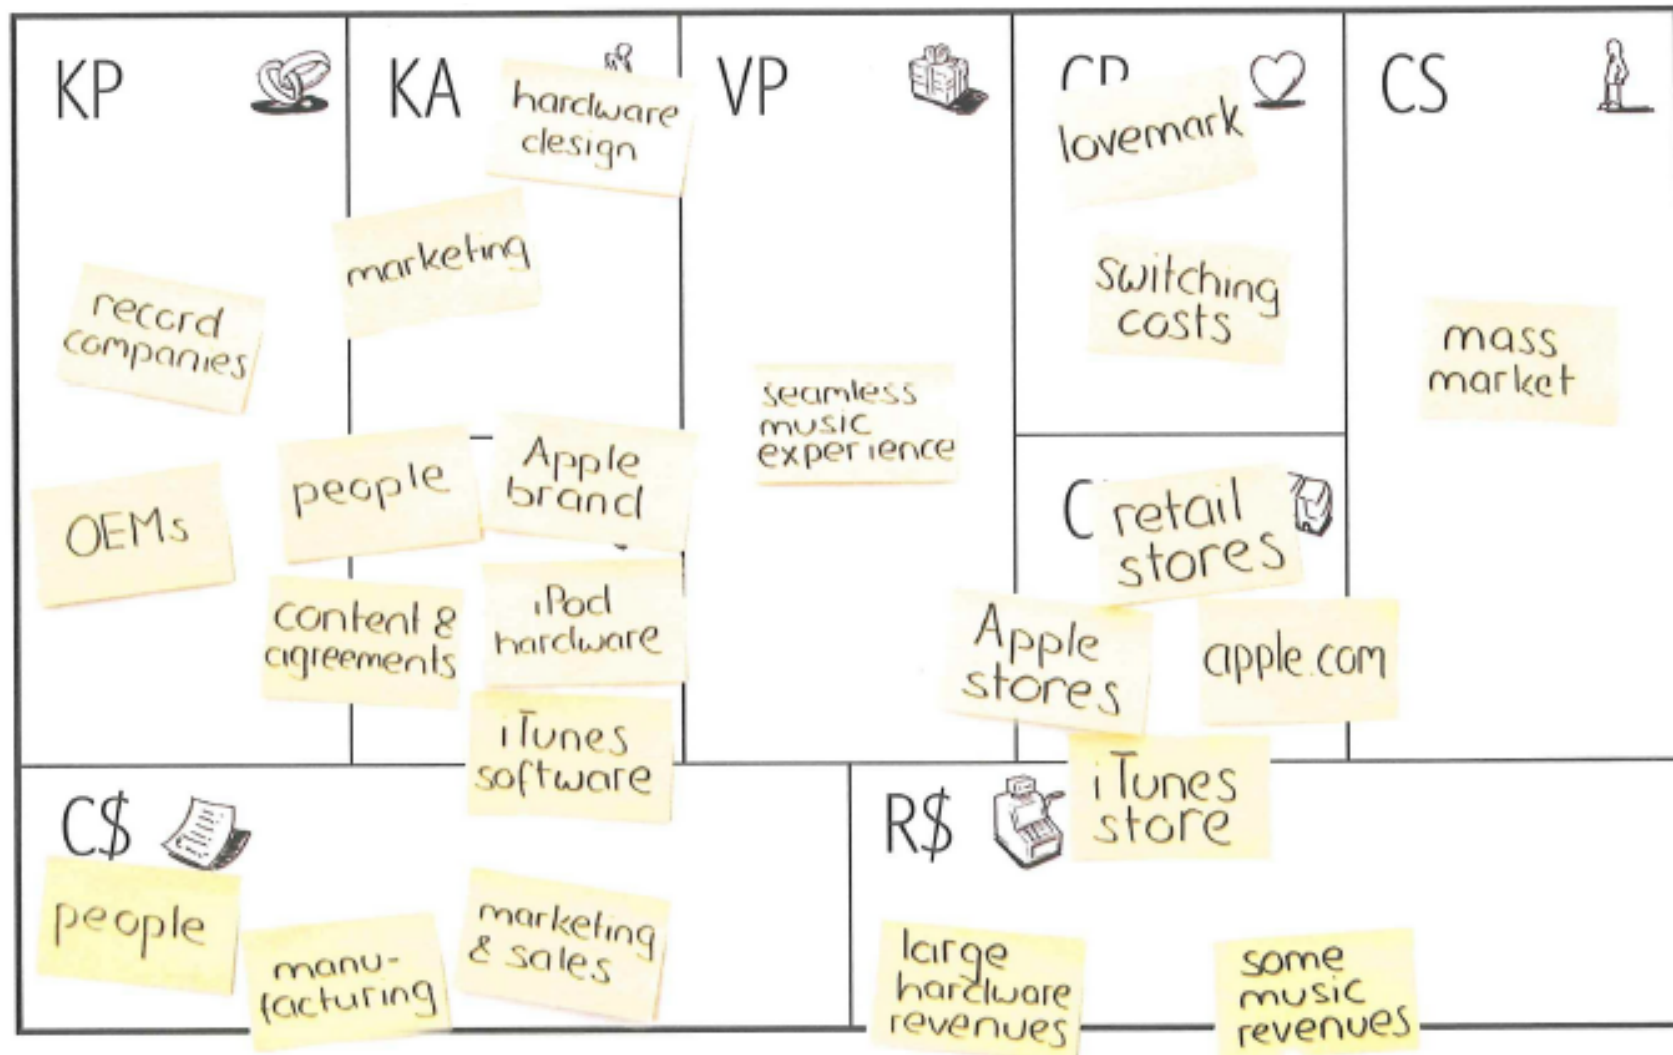 KP
KA
VP
CR
CS
hardware
design
marketing
record
companies
OEMs
people
Apple
brand
content &
agreements
iPod
hardware
iTunes
software
seamless
music
experience
lovemark
switching
costs
retail
stores
Apple
stores
apple.com
iTunes
store
mass
market
C$
people
manu-
facturing
marketing
& sales
R$
large
hardware
revenues
some
music
revenues